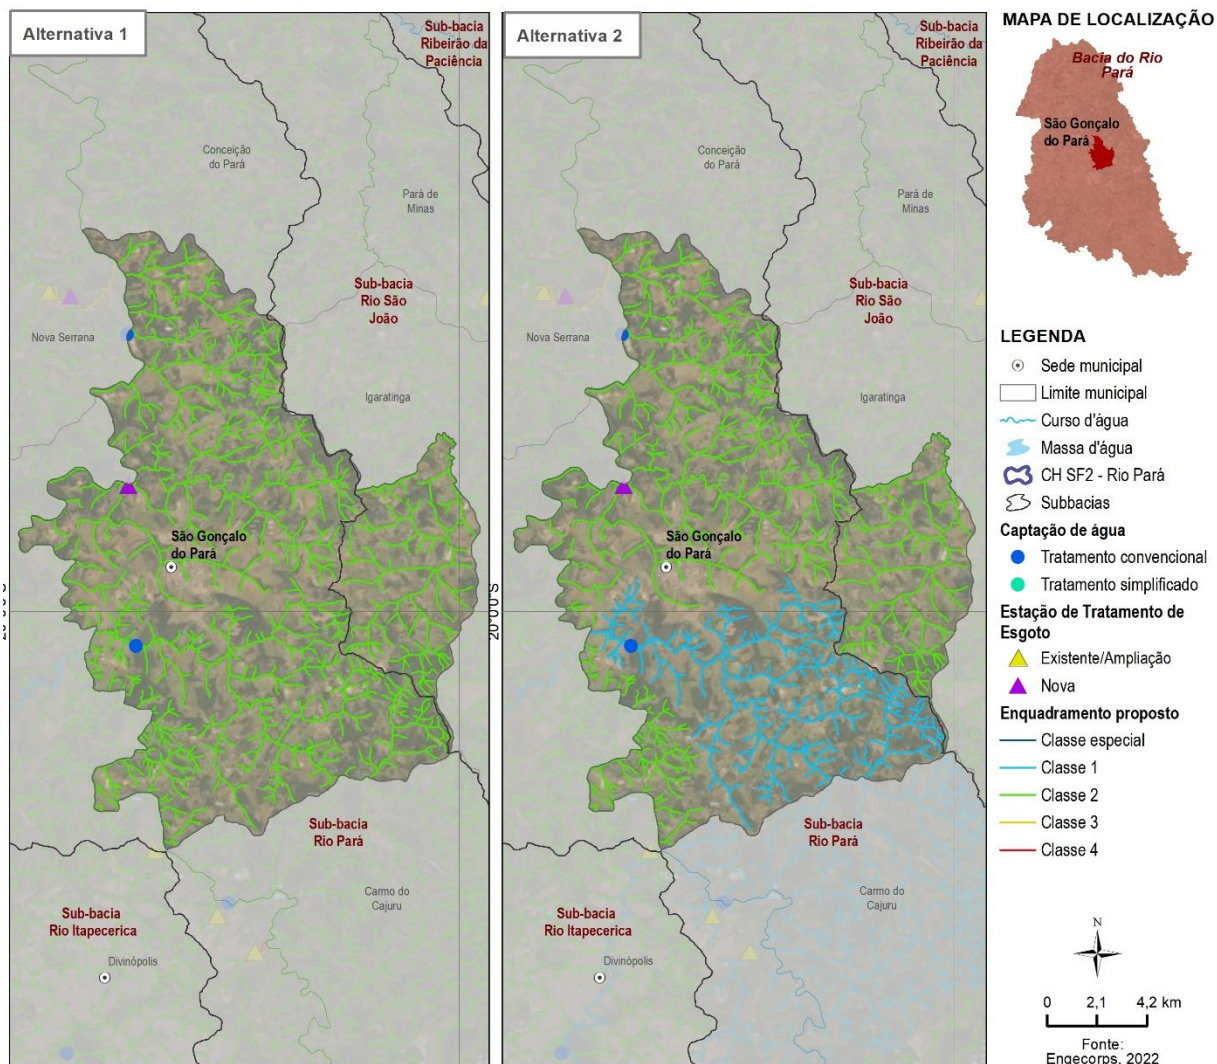 Alternativa 1
Sub-bacia
Ribeirão da
Paciência
Conceição
do Pará
Pará de
Minas
Sub-bacia
Rio São
João
Nova Serrana
Igaratinga
São Gonçalo
do Pará
Sub-bacia
Rio Pará
Carmo do
Cajuru
Sub-bacia
Rio Itapecerica
Divinópolis
Alternativa 2
Sub-bacia
Ribeirão da
Paciência
Conceição
do Pará
Pará de
Minas
Sub-bacia
Rio São
João
Nova Serrana
Igaratinga
São Gonçalo
do Pará
20°0'0"S
Sub-bacia
Rio Pará
Carmo do
Cajuru
Sub-bacia
Rio Itapecerica
Divinópolis
MAPA DE LOCALIZAÇÃO
Bacia do Rio
Pará
São Gonçalo
do Pará
LEGENDA
Sede municipal
Limite municipal
Curso d'água
Massa d'água
CH SF2 - Rio Pará
Subbacias
Captação de água
Tratamento convencional
Tratamento simplificado
Estação de Tratamento de
Esgoto
Existente/Ampliação
Nova
Enquadramento proposto
Classe especial
Classe 1
Classe 2
Classe 3
Classe 4
N
0 2,1 4,2 km
Fonte:
Engecorps, 2022